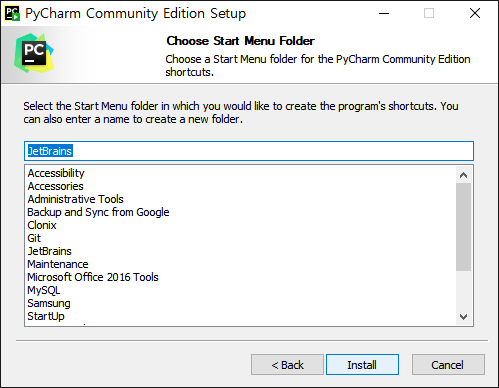 PyCharm Community Edition Setup
PC
Choose Start Menu Folder
Choose a Start Menu folder for the PyCharm Community Edition
shortcuts.
Select the Start Menu folder in which you would like to create the program's shortcuts. You
can also enter a name to create a new folder.
JetBrains
Accessibility
Accessories
Administrative Tools
Backup and Sync from Google
Clonix
Git
JetBrains
Maintenance
Microsoft Office 2016 Tools
MySQL
Samsung
StartUp
< Back
Install
Cancel